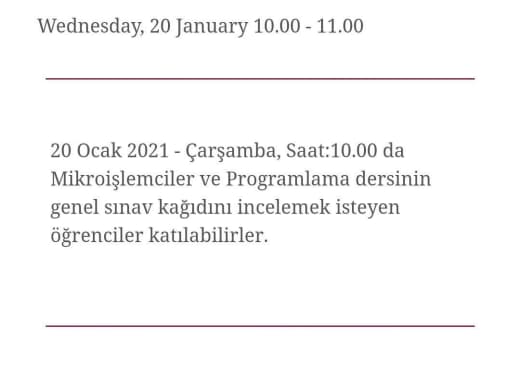 Wednesday, 20 January 10.00 - 11.00
20 Ocak 2021 - Çarşamba, Saat:10.00 da
Mikroişlemciler ve Programlama dersinin
genel sınav kağıdını incelemek isteyen
öğrenciler katılabilirler.